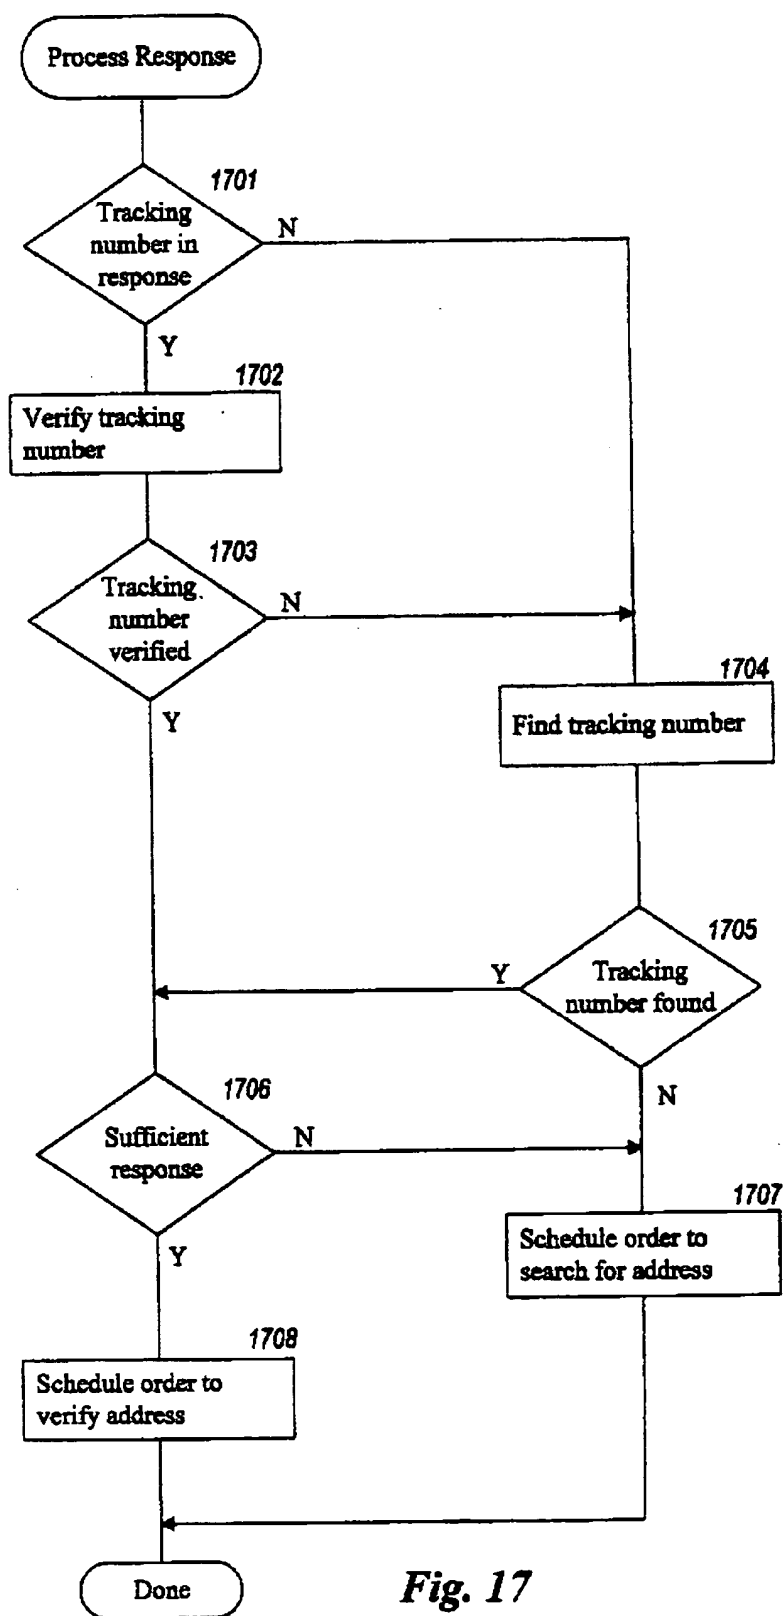 Process Response
1701
Tracking
number in
response
N
Y
1702
Verify tracking
number
1703
Tracking
number
verified
N
Y
1704
Find tracking number
1705
Tracking
number found
Y
N
1706
Sufficient
response
N
Y
1707
Schedule order to
search for address
1708
Schedule order to
verify address
Done
Fig. 17